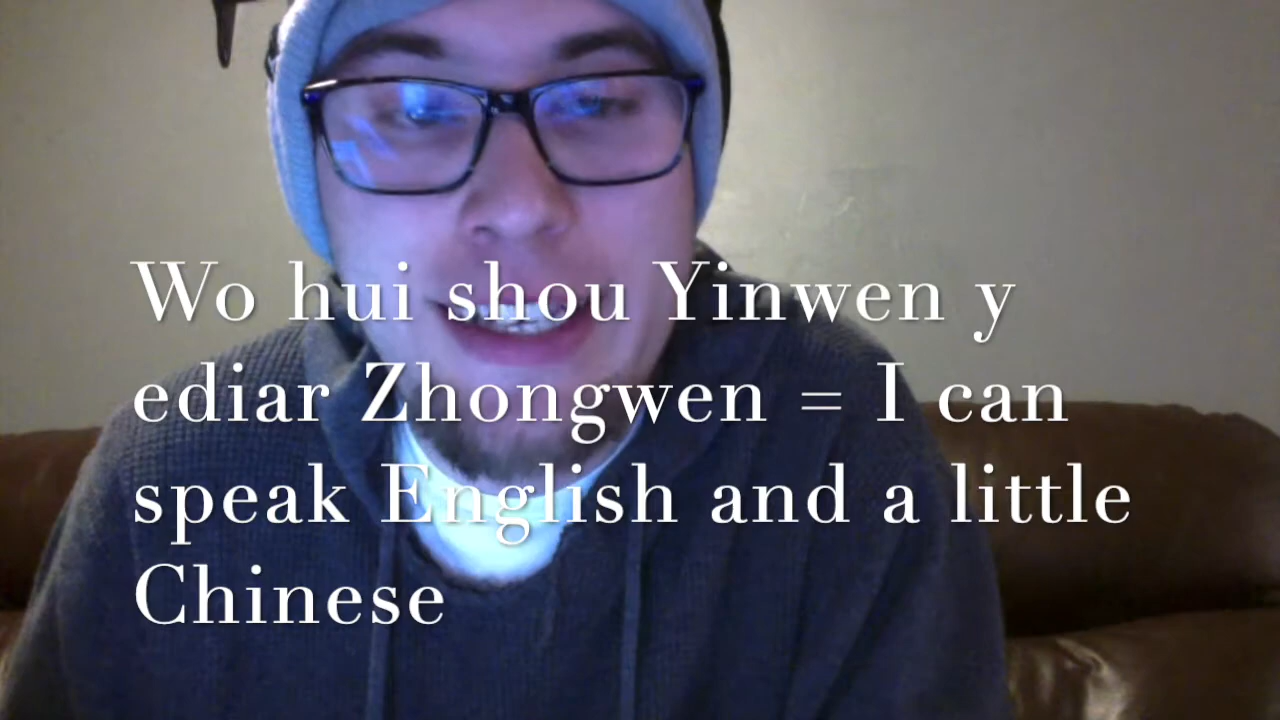 Wo hui shou Yinwen y
ediar Zhongwen = I can
speak English and a little
Chinese